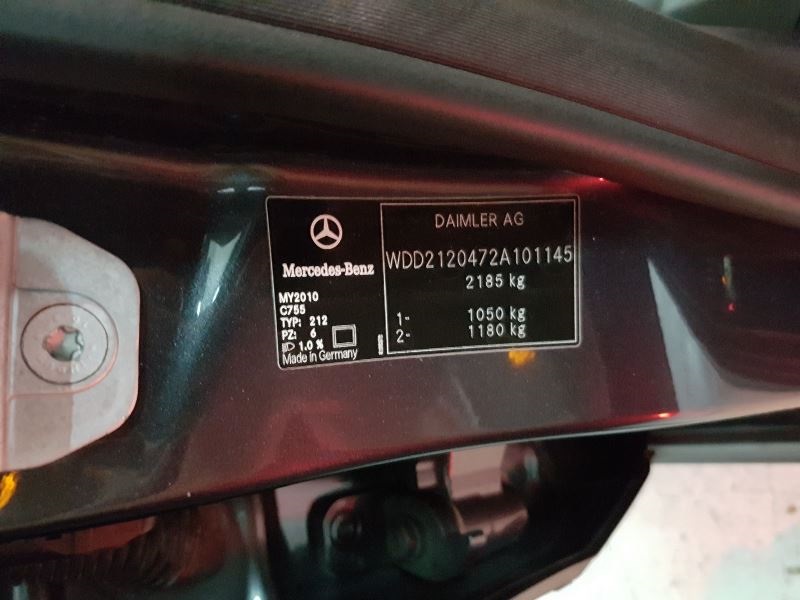 Mercedes-Benz
MY2010
C755
TYP: 212
PZ: 6
1.0 %
Made in Germany
DAIMLER AG
WDD2120472A101145
2185 kg
1- 1050 kg
2- 1180 kg